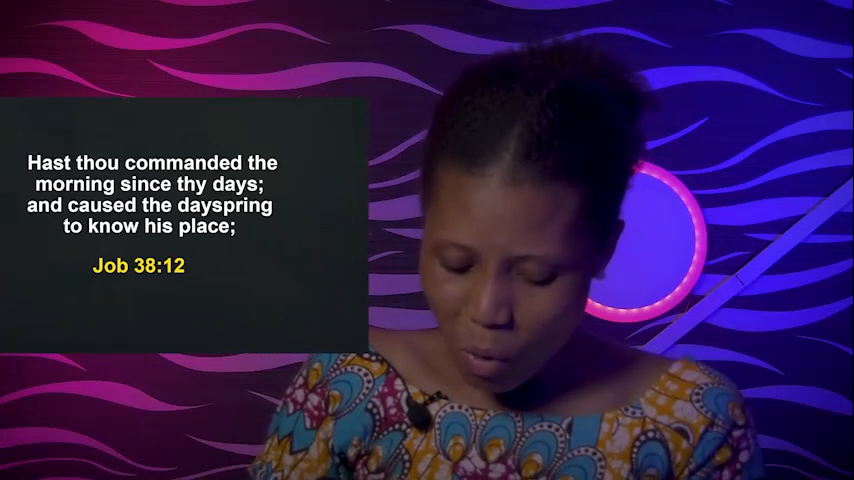 Hast thou commanded the
morning since thy days;
and caused the dayspring
to know his place;
Job 38:12